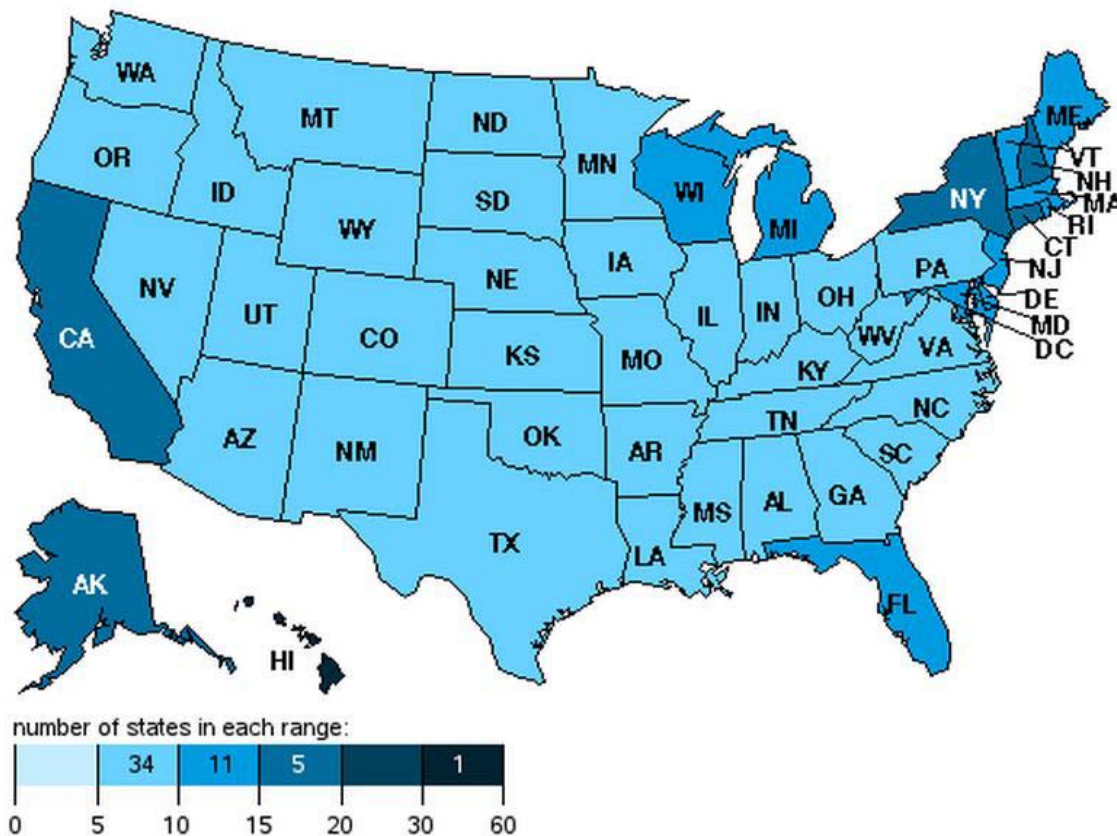 WA
MT
ND
MN
ME
OR
ID
SD
WI
VT
NH
NY
MA
RI
MI
CT
WY
IA
PA
NJ
NE
NV
OH
DE
UT
IL
IN
MD
CA
CO
WV
DC
VA
KS
MO
KY
NC
TN
AZ
OK
NM
AR
SC
MS
AL
GA
TX
LA
AK
FL
HI
number of states in each range:
34 11 5 1
0 5 10 15 20 30 60